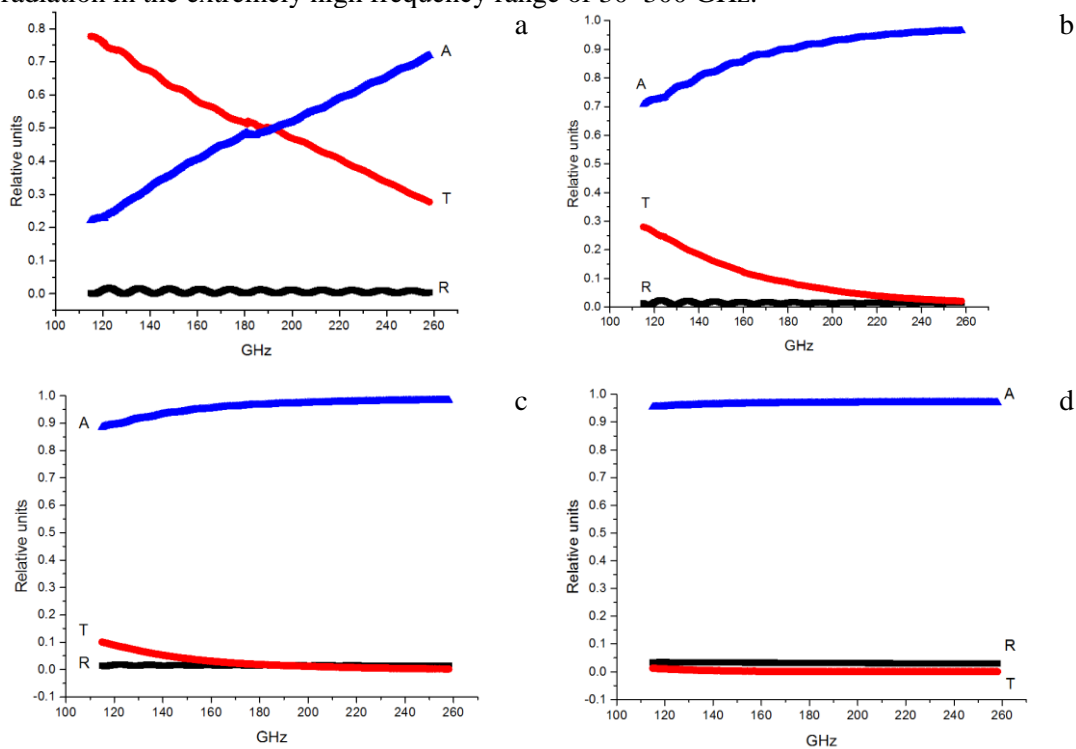 radiation in the extremely high frequency range of 30–300 GHz.
a
0.8
0.7
0.6
0.5
0.4
0.3
0.2
0.1
0.0
Relative units
A
T
R
100 120 140 160 180 200 220 240 260
GHz
b
1.0
0.9
0.8
0.7
0.6
0.5
0.4
0.3
0.2
0.1
0.0
Relative units
A
T
R
100 120 140 160 180 200 220 240 260
GHz
c
1.0
0.9
0.8
0.7
0.6
0.5
0.4
0.3
0.2
0.1
0.0
-0.1
Relative units
A
T
R
100 120 140 160 180 200 220 240 260
GHz
d
1.0
0.9
0.8
0.7
0.6
0.5
0.4
0.3
0.2
0.1
0.0
-0.1
Relative units
A
R
T
100 120 140 160 180 200 220 240 260
GHz